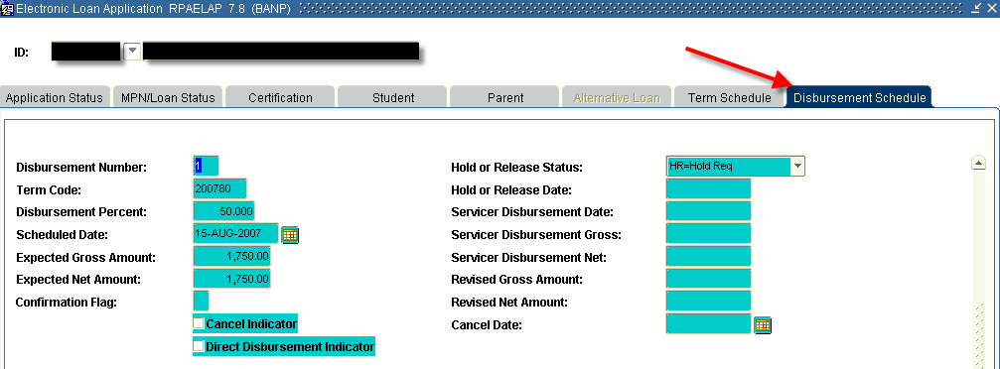 Electronic Loan Application RPAELAP 7.8 (BANP)
ID:
Application Status MPN/Loan Status Certification Student Parent Alternative Loan Term Schedule Disbursement Schedule
Disbursement Number: 1 Hold or Release Status: HR=Hold Req
Term Code: 200780 Hold or Release Date:
Disbursement Percent: 50.000 Servicer Disbursement Date:
Scheduled Date: 15-AUG-2007 Servicer Disbursement Gross:
Expected Gross Amount: 1,750.00 Servicer Disbursement Net:
Expected Net Amount: 1,750.00 Revised Gross Amount:
Confirmation Flag: Revised Net Amount:
Cancel Indicator Cancel Date:
Direct Disbursement Indicator